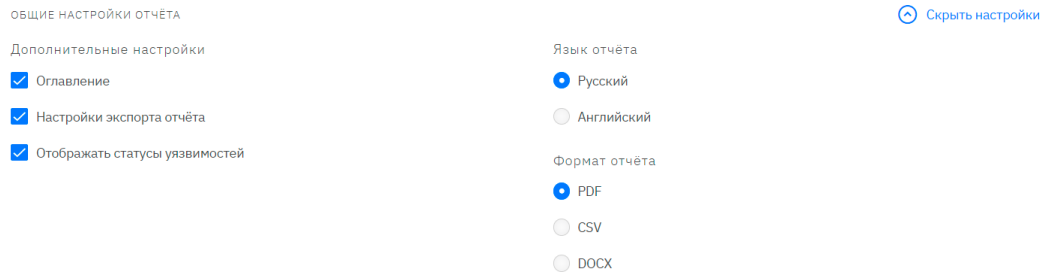 ОБЩИЕ НАСТРОЙКИ ОТЧЁТА
Скрыть настройки
Дополнительные настройки
Оглавление
Настройки экспорта отчёта
Отображать статусы уязвимостей
Язык отчёта
Русский
Английский
Формат отчёта
PDF
CSV
DOCX